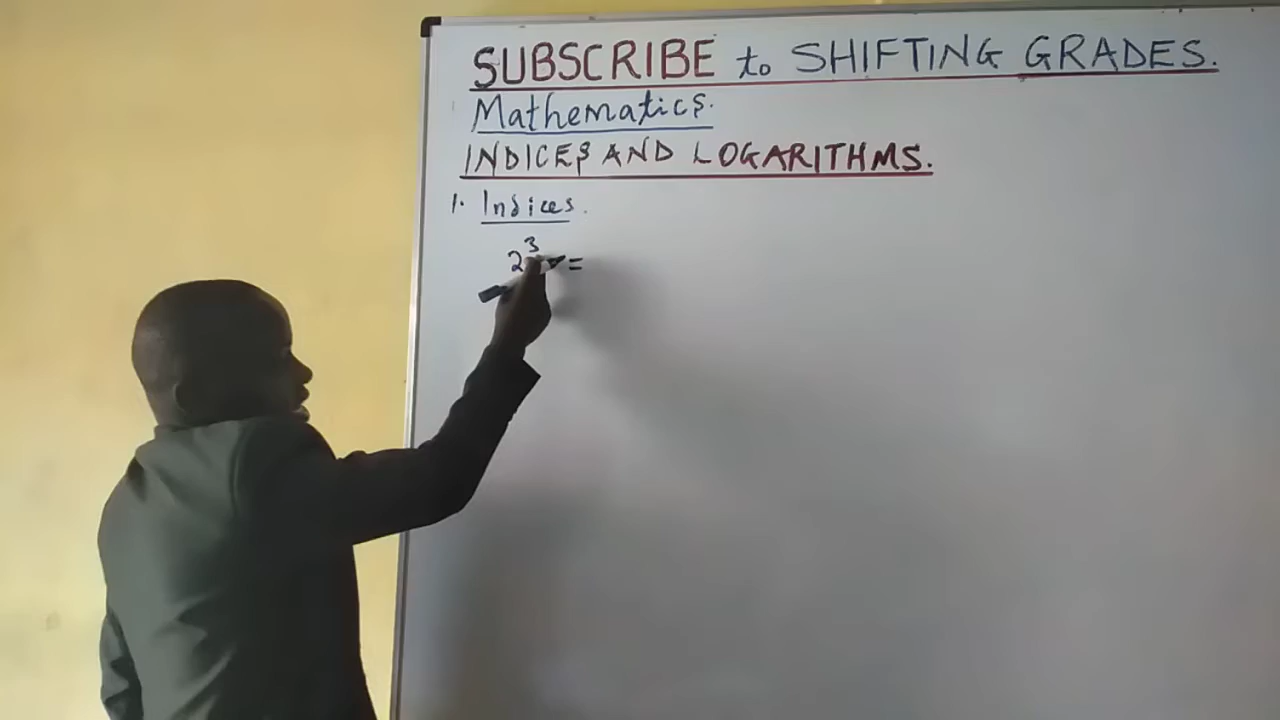 SUBSCRIBE to SHIFTING GRADES.
Mathematics.
INDICES AND LOGARITHMS.
1. Indices.
2³ =